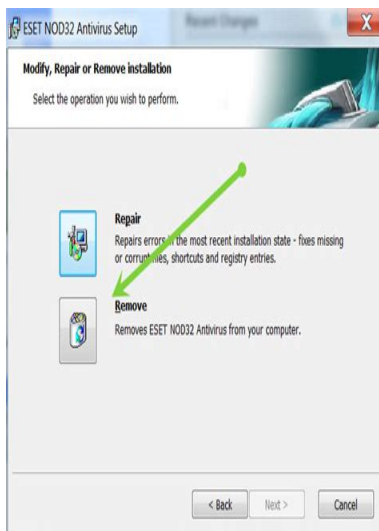 ESET NOD32 Antivirus Setup
Recent Changes
Modify, Repair or Remove installation
Select the operation you wish to perform.
Repair
Repairs errors in the most recent installation state - fixes missing
or corrupt files, shortcuts and registry entries.
Remove
Removes ESET NOD32 Antivirus from your computer.
< Back
Next >
Cancel